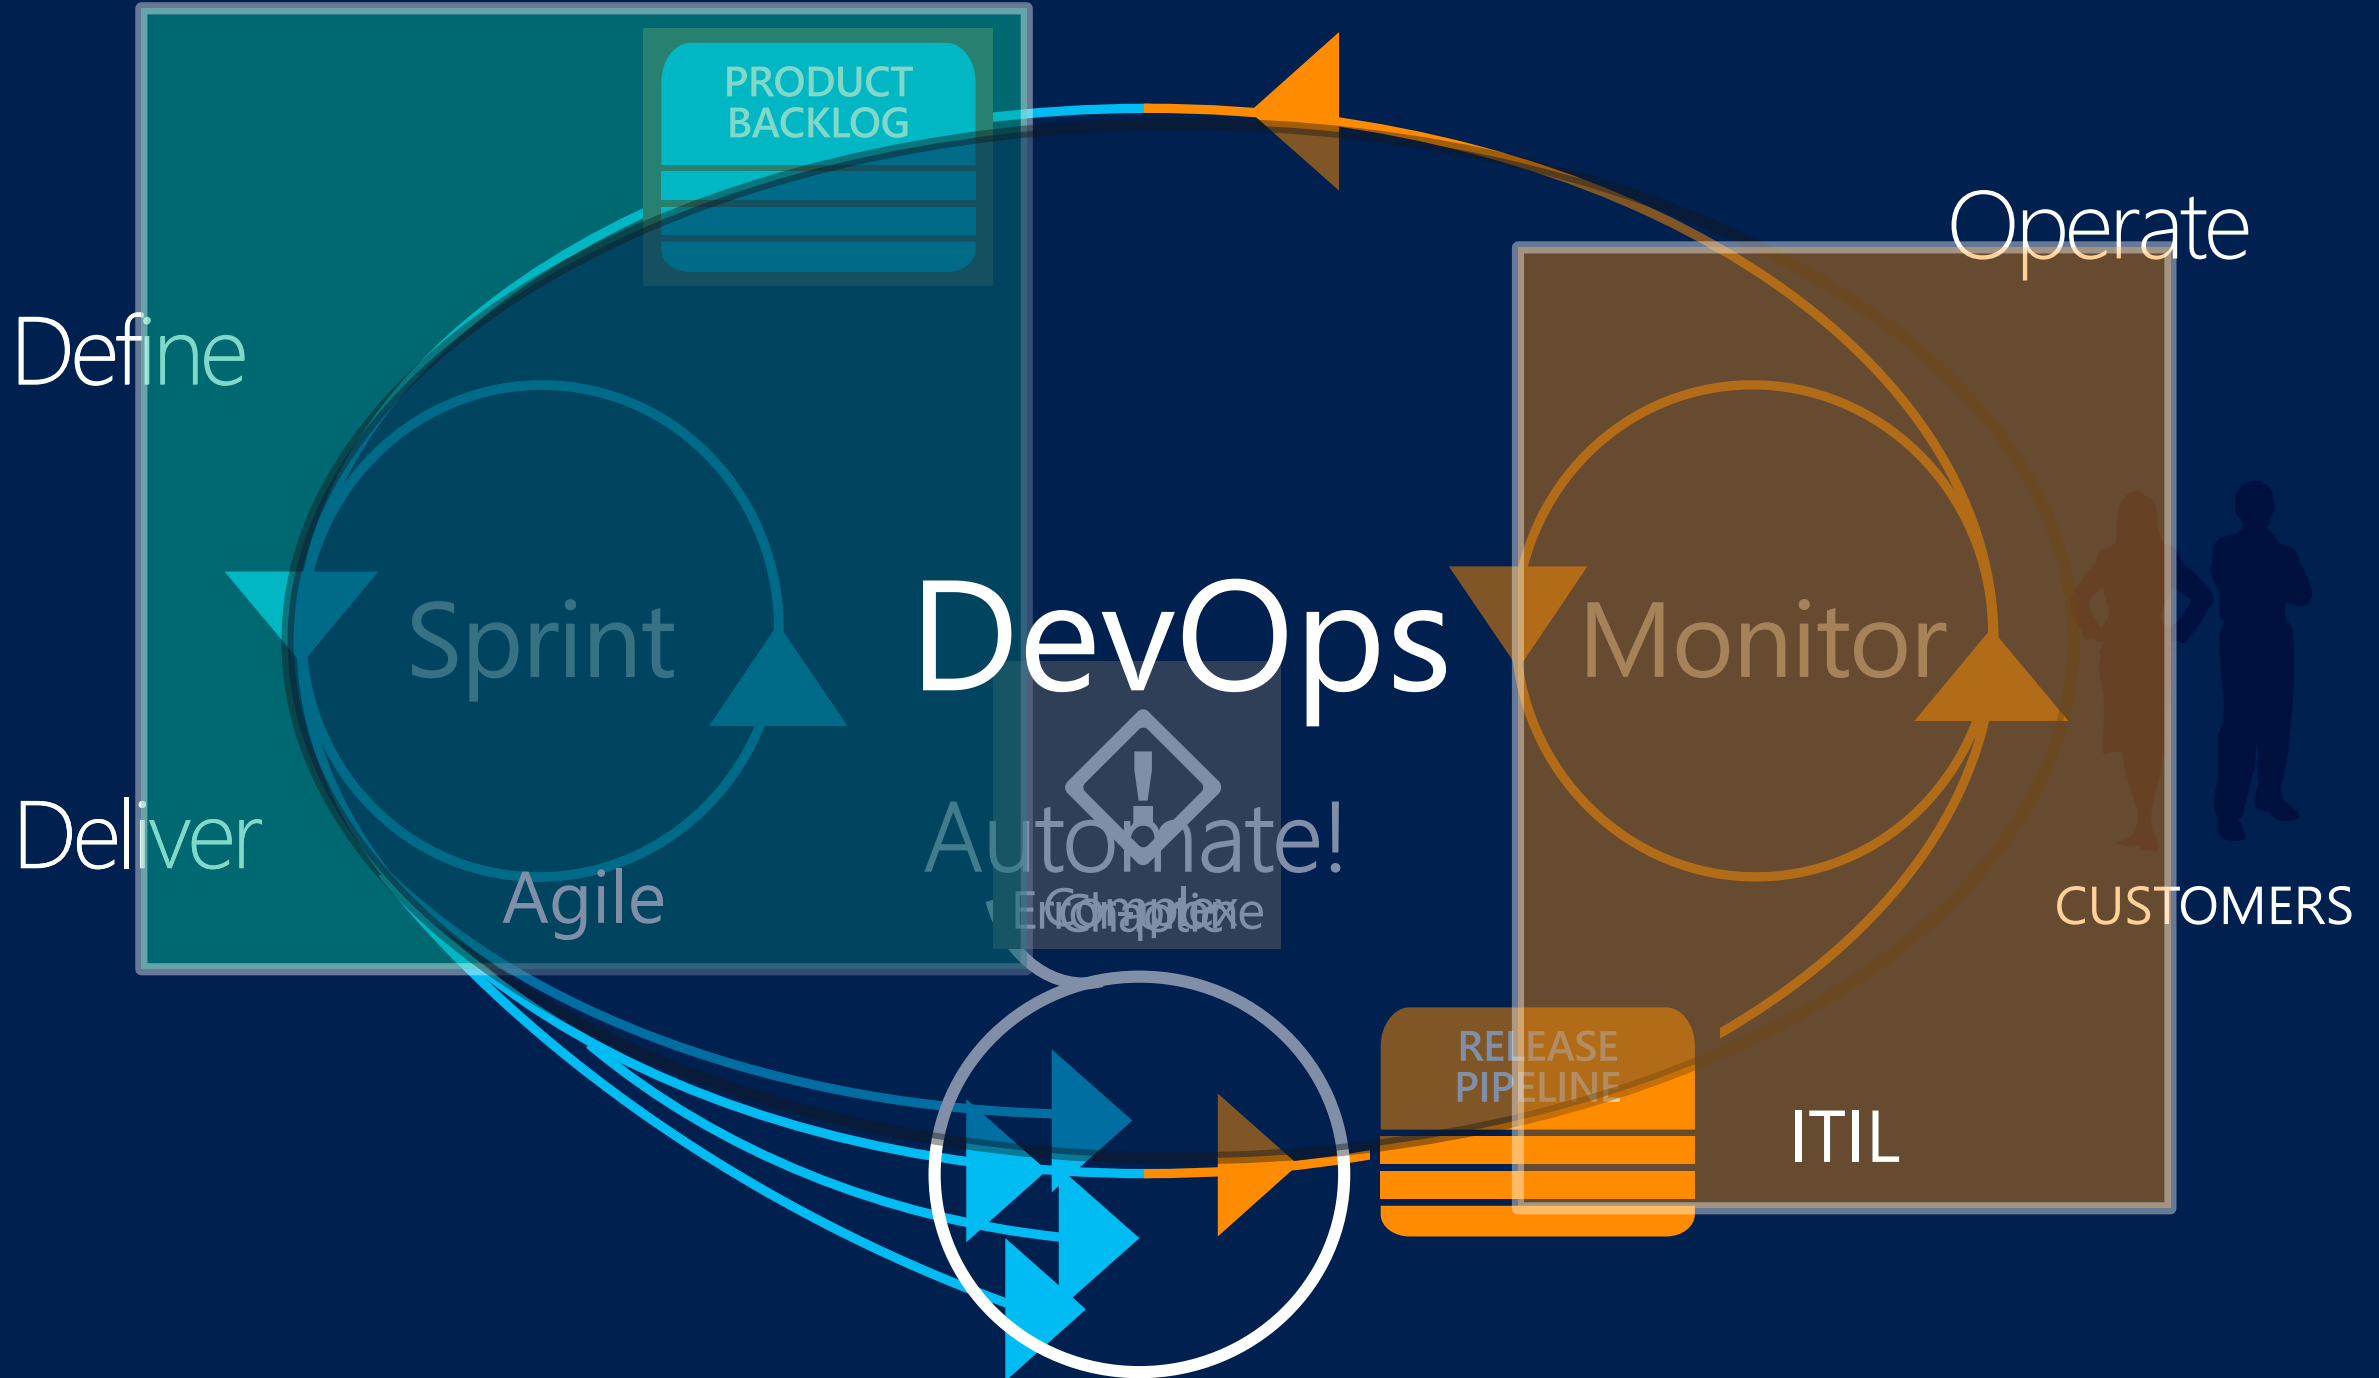 PRODUCT
BACKLOG
Operate
Define
Sprint
DevOps
Monitor
Deliver
Automate!
Agile
CUSTOMERS
RELEASE
PIPELINE
ITIL